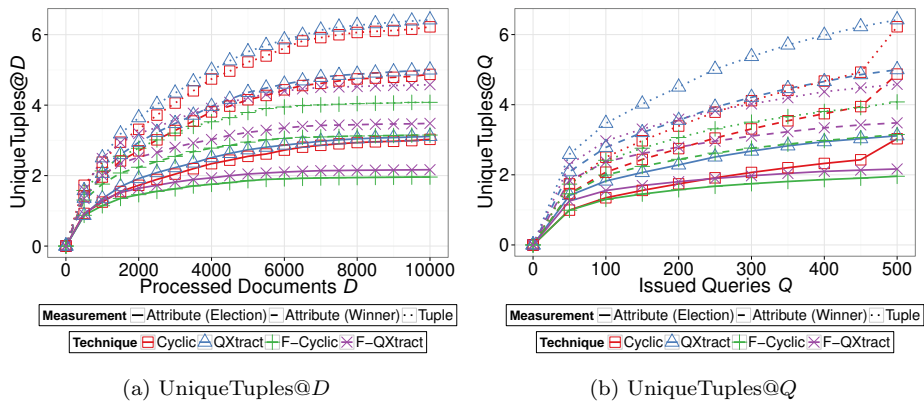 UniqueTuples@D
6
4
2
0
0 2000 4000 6000 8000 10000
Processed Documents D
Measurement Attribute (Election) Attribute (Winner) Tuple
Technique Cyclic QXtract F-Cyclic F-QXtract
(a) UniqueTuples@D
UniqueTuples@Q
6
4
2
0
0 100 200 300 400 500
Issued Queries Q
Measurement Attribute (Election) Attribute (Winner) Tuple
Technique Cyclic QXtract F-Cyclic F-QXtract
(b) UniqueTuples@Q